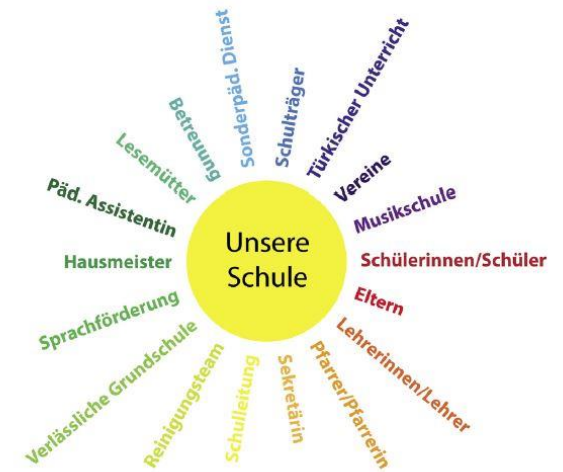 Unsere
Schule
Sonderpäd. Dienst
Schulträger
Türkischer Unterricht
Vereine
Musikschule
Schülerinnen/Schüler
Eltern
Lehrerinnen/Lehrer
Pfarrer/Pfarrerin
Sekretärin
Schulleitung
Reinigungsteam
Verlässliche Grundschule
Sprachförderung
Hausmeister
Päd. Assistentin
Lesemütter
Betreuung